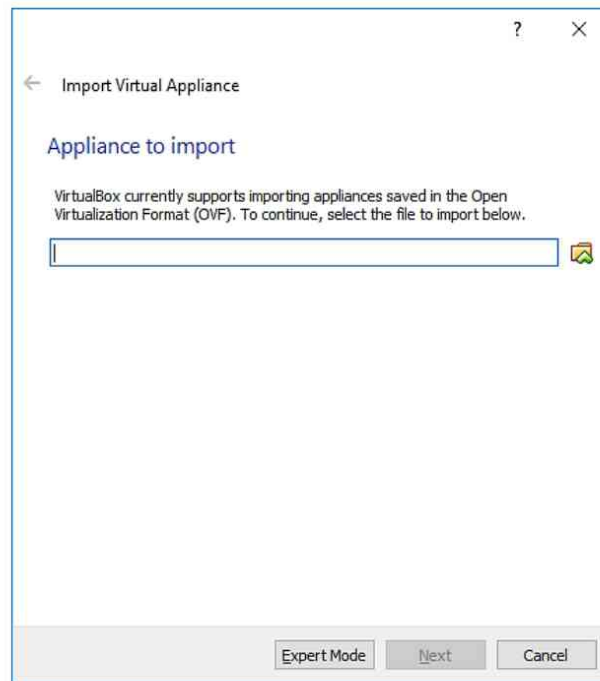 ?
Import Virtual Appliance
Appliance to import
VirtualBox currently supports importing appliances saved in the Open
Virtualization Format (OVF). To continue, select the file to import below.
Expert Mode Next Cancel